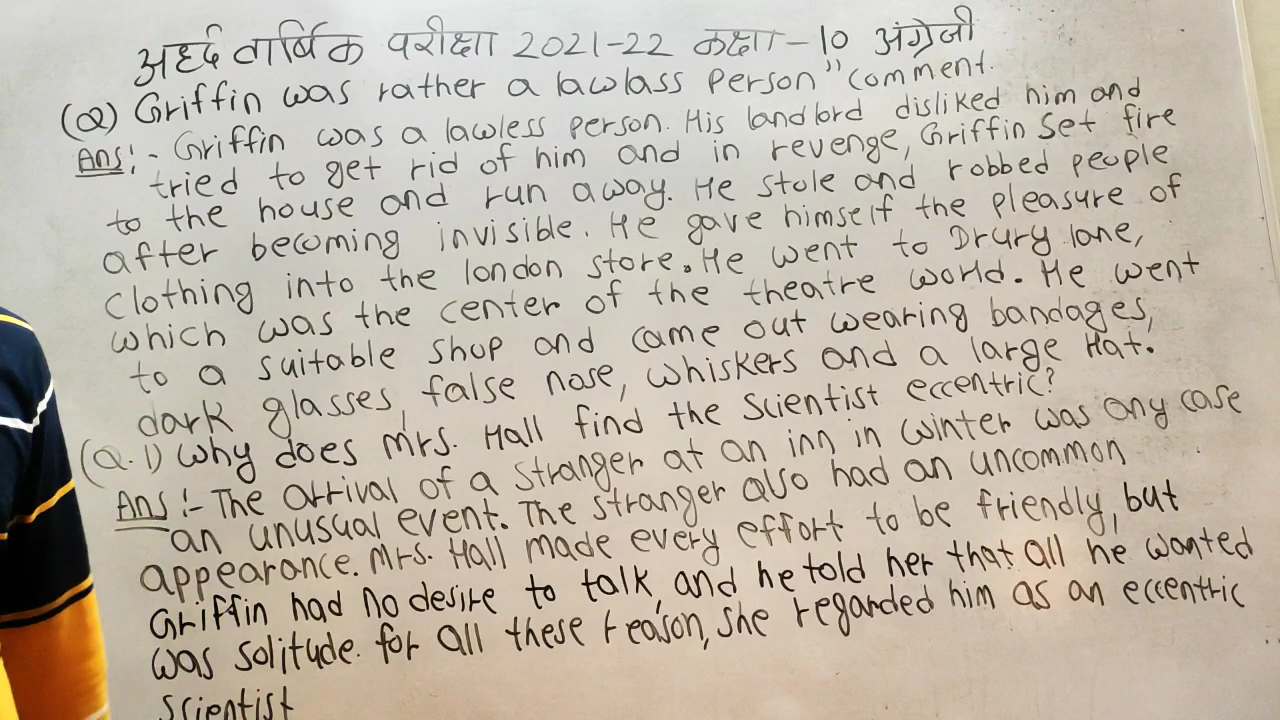 अर्ध्द वार्षिक परीक्षा 2021-22 कक्षा-10 अंग्रेजी
(Q) Griffin was rather a lawlass person" comment.
Ans:- Griffin was a lawless person. His landlord disliked him and
tried to get rid of him and in revenge, Griffin set fire
to the house and run away. He stole and robbed people
after becoming invisible. He gave himself the pleasure of
clothing into the london store. He went to Drury lane,
which was the center of the theatre world. He went
to a suitable shop and came out wearing bandages,
dark glasses, false nose, whiskers and a large Hat.
(Q.1) Why does Mrs. Hall find the scientist eccentric?
Ans:- The arrival of a stranger at an inn in winter was any case
an unusual event. The stranger also had an uncommon
appearance. Mrs. Hall made every effort to be friendly, but
Griffin had no desire to talk, and he told her that all he wanted
was solitude. for all these reason, she regarded him as an eccentric
scientist